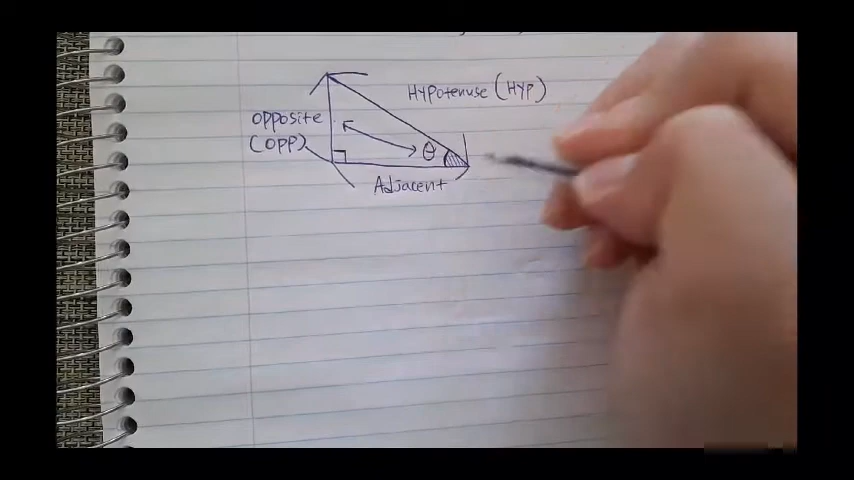 Hypotenuse (HYP)
opposite
(OPP)
θ
Adjacent